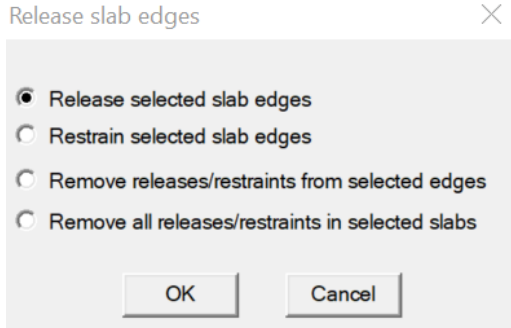 Release slab edges
Release selected slab edges
Restrain selected slab edges
Remove releases/restraints from selected edges
Remove all releases/restraints in selected slabs
OK Cancel